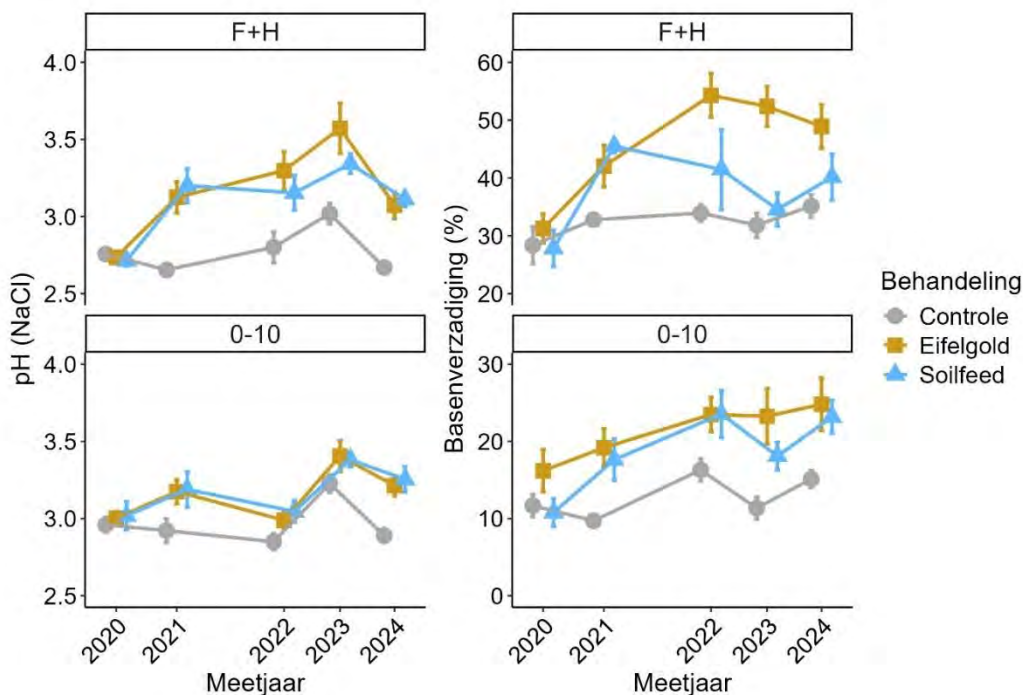 F+H
F+H
4.0
3.5
3.0
2.5
60
50
40
30
20
pH (NaCl)
Basenverzadiging (%)
0-10
0-10
4.0
3.5
3.0
2.5
30
20
10
0
2020
2021
2022
2023
2024
2020
2021
2022
2023
2024
Meetjaar
Meetjaar
Behandeling
Controle
Eifelgold
Soilfeed